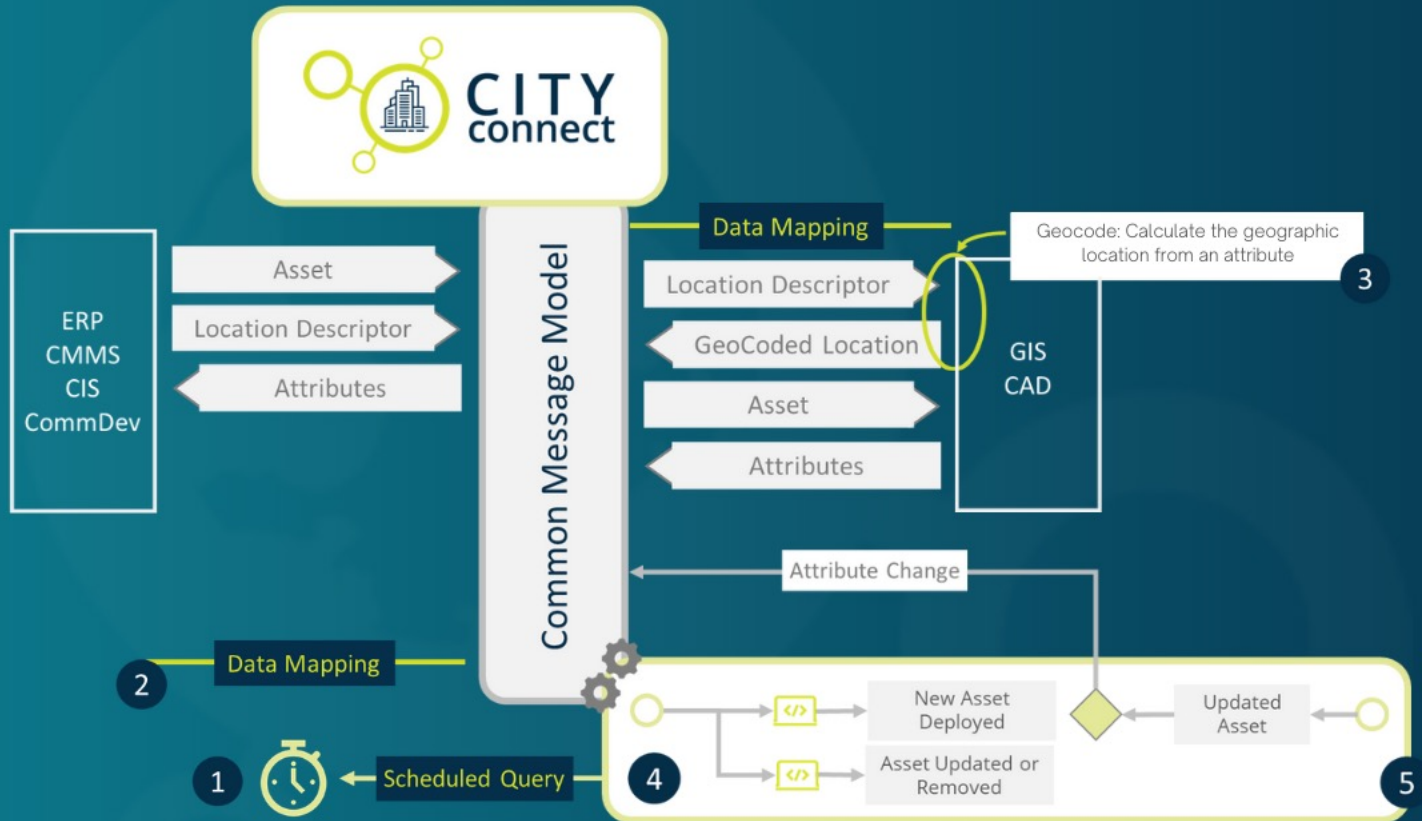 CITY
connect
Data Mapping
Geocode: Calculate the geographic
location from an attribute
3
ERP
CMMS
CIS
CommDev
Asset
Location Descriptor
Attributes
Common Message Model
Location Descriptor
GeoCoded Location
Asset
Attributes
GIS
CAD
Attribute Change
2
Data Mapping
1
Scheduled Query
4
</>
New Asset
Deployed
</>
Asset Updated or
Removed
Updated
Asset
5